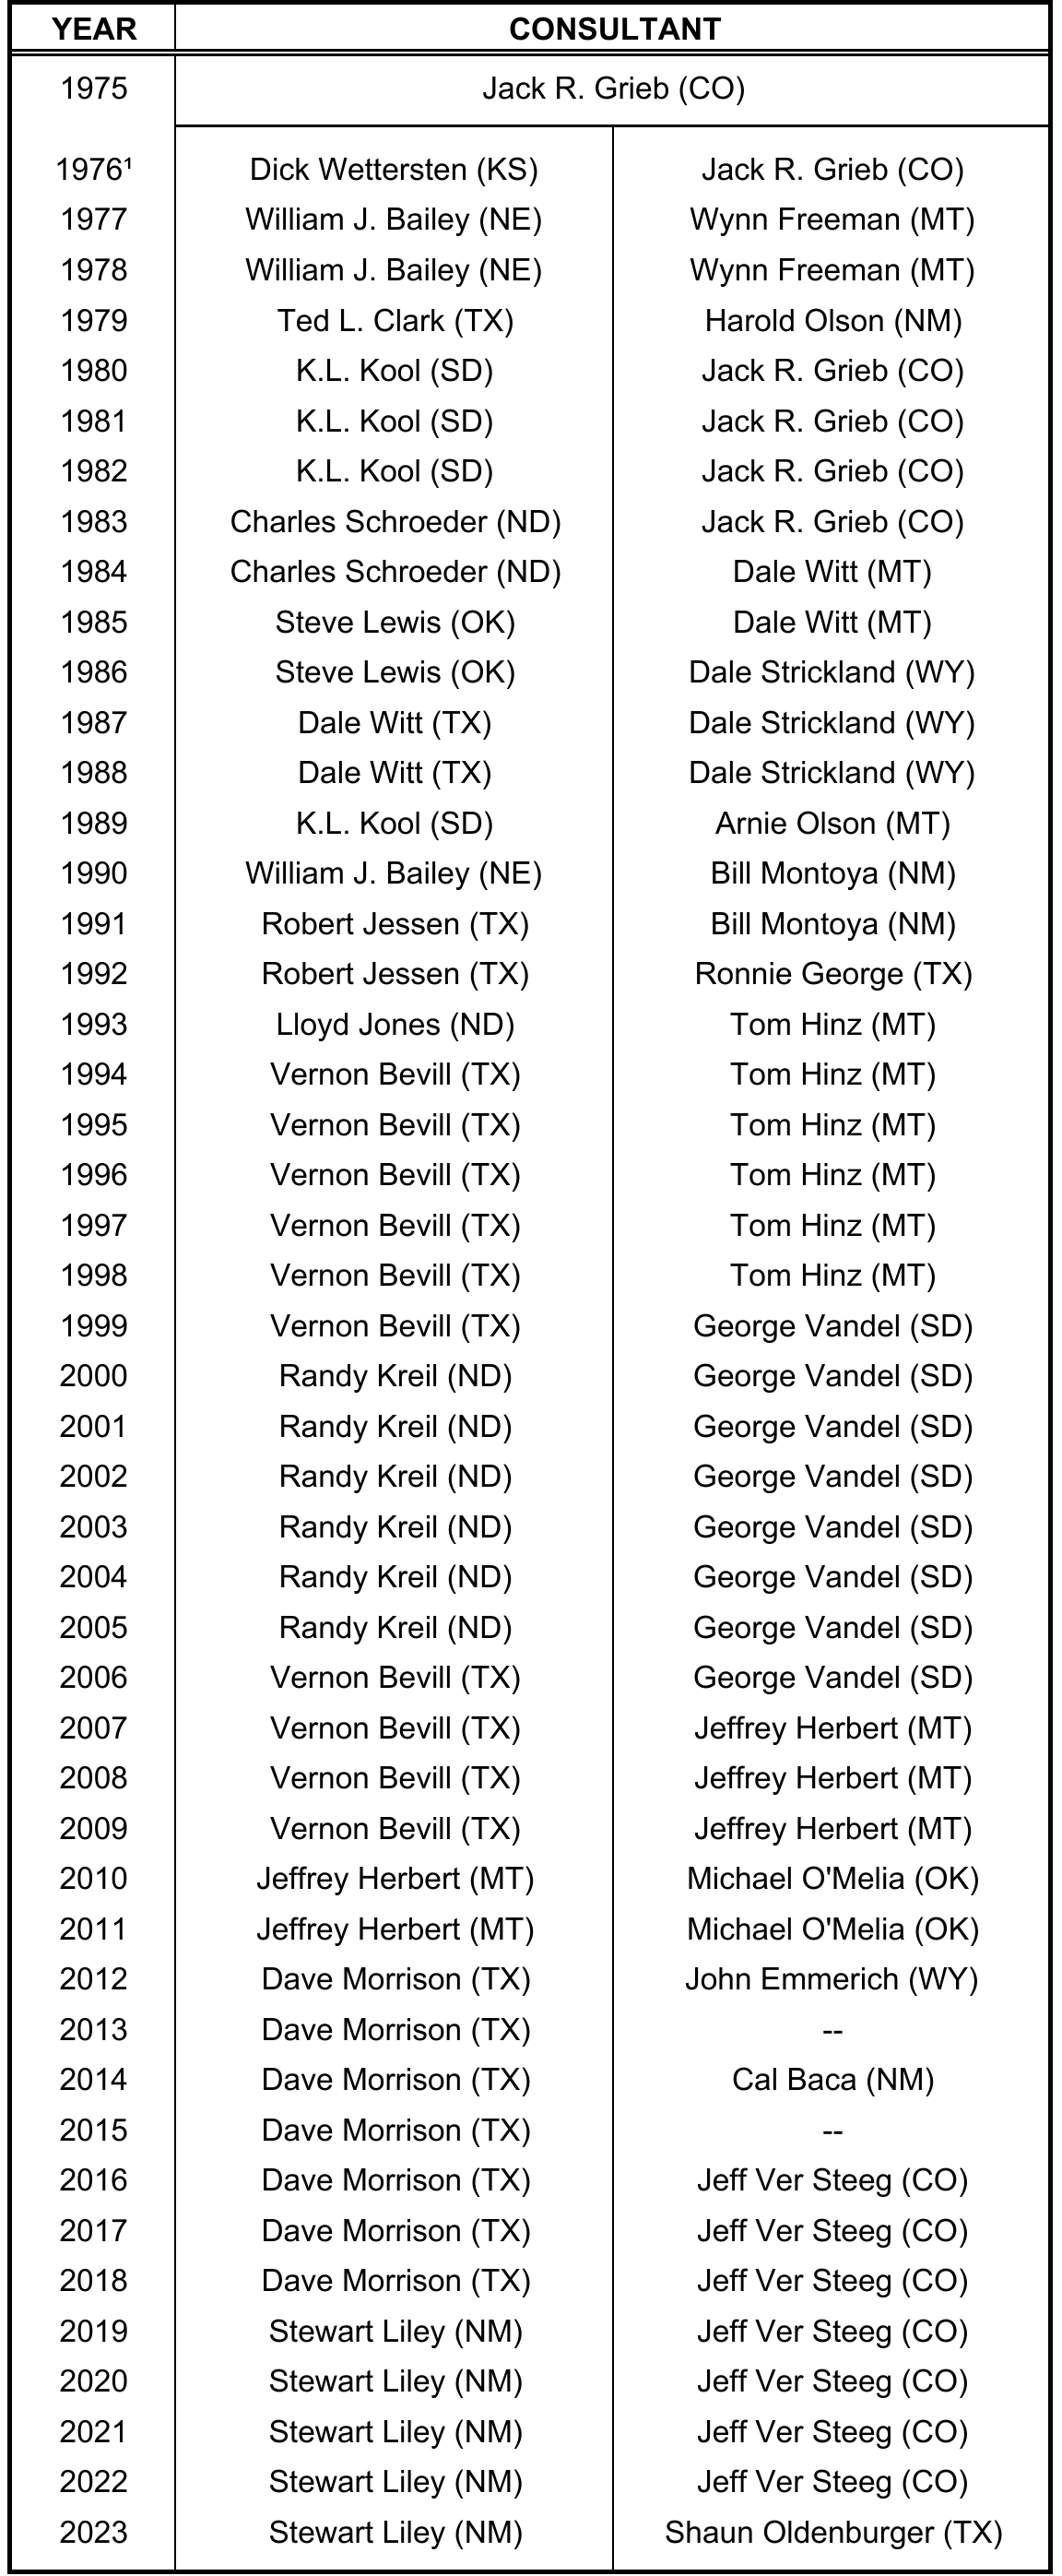 YEAR CONSULTANT
1975 Jack R. Grieb (CO)
1976¹ Dick Wettersten (KS) Jack R. Grieb (CO)
1977 William J. Bailey (NE) Wynn Freeman (MT)
1978 William J. Bailey (NE) Wynn Freeman (MT)
1979 Ted L. Clark (TX) Harold Olson (NM)
1980 K.L. Kool (SD) Jack R. Grieb (CO)
1981 K.L. Kool (SD) Jack R. Grieb (CO)
1982 K.L. Kool (SD) Jack R. Grieb (CO)
1983 Charles Schroeder (ND) Jack R. Grieb (CO)
1984 Charles Schroeder (ND) Dale Witt (MT)
1985 Steve Lewis (OK) Dale Witt (MT)
1986 Steve Lewis (OK) Dale Strickland (WY)
1987 Dale Witt (TX) Dale Strickland (WY)
1988 Dale Witt (TX) Dale Strickland (WY)
1989 K.L. Kool (SD) Arnie Olson (MT)
1990 William J. Bailey (NE) Bill Montoya (NM)
1991 Robert Jessen (TX) Bill Montoya (NM)
1992 Robert Jessen (TX) Ronnie George (TX)
1993 Lloyd Jones (ND) Tom Hinz (MT)
1994 Vernon Bevill (TX) Tom Hinz (MT)
1995 Vernon Bevill (TX) Tom Hinz (MT)
1996 Vernon Bevill (TX) Tom Hinz (MT)
1997 Vernon Bevill (TX) Tom Hinz (MT)
1998 Vernon Bevill (TX) Tom Hinz (MT)
1999 Vernon Bevill (TX) George Vandel (SD)
2000 Randy Kreil (ND) George Vandel (SD)
2001 Randy Kreil (ND) George Vandel (SD)
2002 Randy Kreil (ND) George Vandel (SD)
2003 Randy Kreil (ND) George Vandel (SD)
2004 Randy Kreil (ND) George Vandel (SD)
2005 Randy Kreil (ND) George Vandel (SD)
2006 Vernon Bevill (TX) George Vandel (SD)
2007 Vernon Bevill (TX) Jeffrey Herbert (MT)
2008 Vernon Bevill (TX) Jeffrey Herbert (MT)
2009 Vernon Bevill (TX) Jeffrey Herbert (MT)
2010 Jeffrey Herbert (MT) Michael O'Melia (OK)
2011 Jeffrey Herbert (MT) Michael O'Melia (OK)
2012 Dave Morrison (TX) John Emmerich (WY)
2013 Dave Morrison (TX) --
2014 Dave Morrison (TX) Cal Baca (NM)
2015 Dave Morrison (TX) --
2016 Dave Morrison (TX) Jeff Ver Steeg (CO)
2017 Dave Morrison (TX) Jeff Ver Steeg (CO)
2018 Dave Morrison (TX) Jeff Ver Steeg (CO)
2019 Stewart Liley (NM) Jeff Ver Steeg (CO)
2020 Stewart Liley (NM) Jeff Ver Steeg (CO)
2021 Stewart Liley (NM) Jeff Ver Steeg (CO)
2022 Stewart Liley (NM) Jeff Ver Steeg (CO)
2023 Stewart Liley (NM) Shaun Oldenburger (TX)